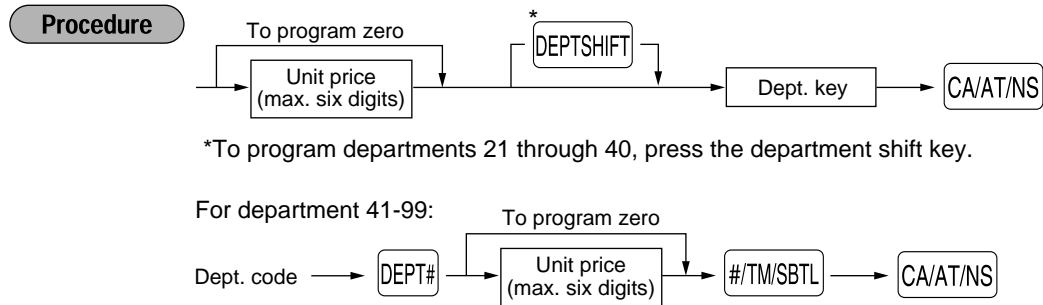 Procedure
To program zero
Unit price
(max. six digits)
*
DEPTSHIFT
Dept. key
CA/AT/NS
*To program departments 21 through 40, press the department shift key.
For department 41-99:
To program zero
Dept. code
DEPT#
Unit price
(max. six digits)
#/TM/SBTL
CA/AT/NS